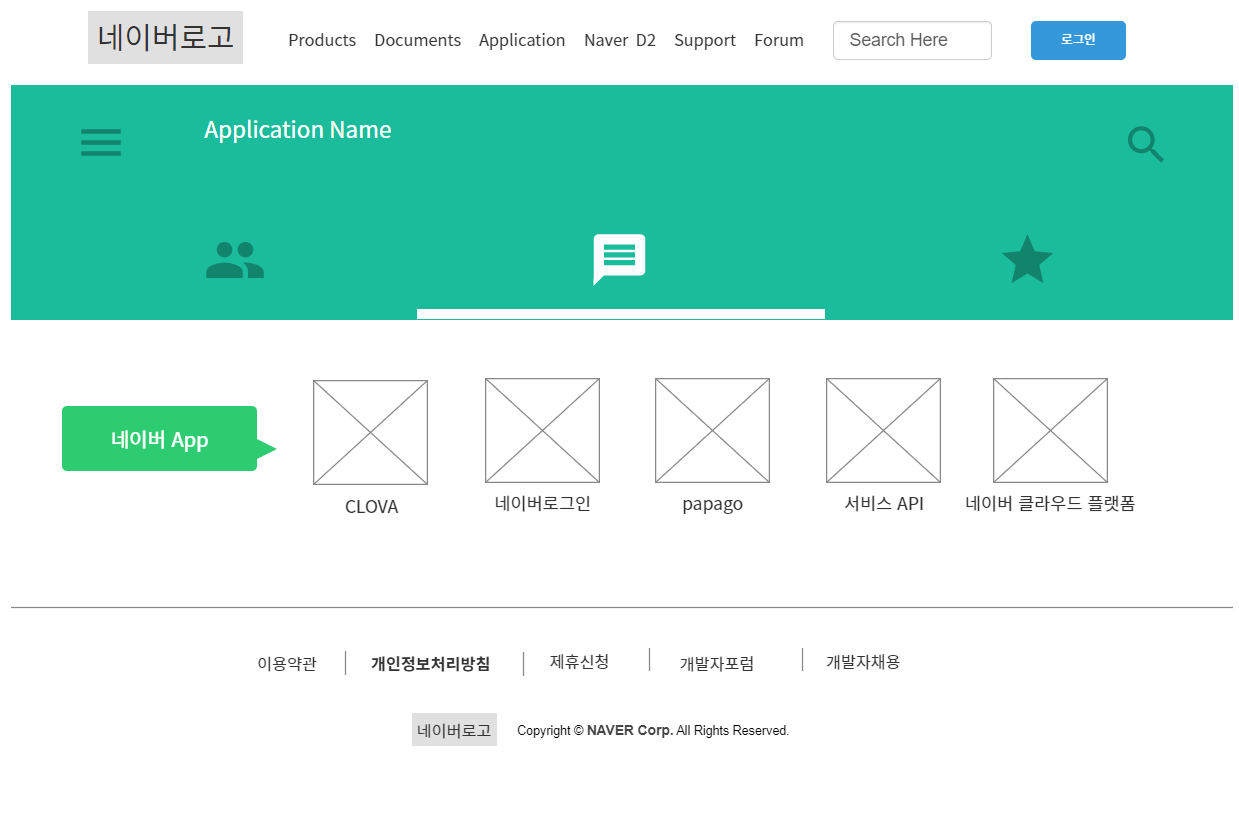 네이버로고 Products Documents Application Naver D2 Support Forum Search Here 로그인
Application Name
네이버 App
CLOVA 네이버로그인 papago 서비스 API 네이버 클라우드 플랫폼
이용약관 개인정보처리방침 제휴신청 개발자포럼 개발자채용
네이버로고 Copyright © NAVER Corp. All Rights Reserved.